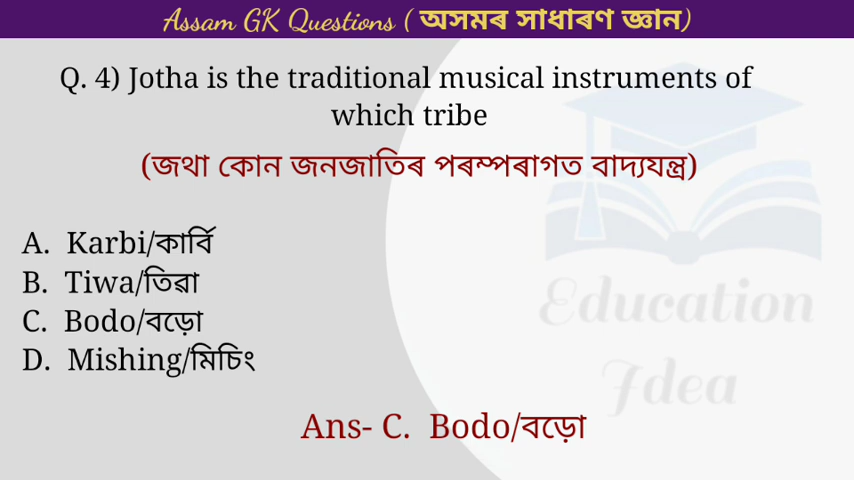 Assam GK Questions ( অসমৰ সাধাৰণ জ্ঞান)
Q. 4) Jotha is the traditional musical instruments of
which tribe
(জথা কোন জনজাতিৰ পৰম্পৰাগত বাদ্যযন্ত্ৰ)
A. Karbi/কাৰ্বি
B. Tiwa/তিৱা
C. Bodo/বড়ো
D. Mishing/মিচিং
Education
Idea
Ans- C. Bodo/বড়ো